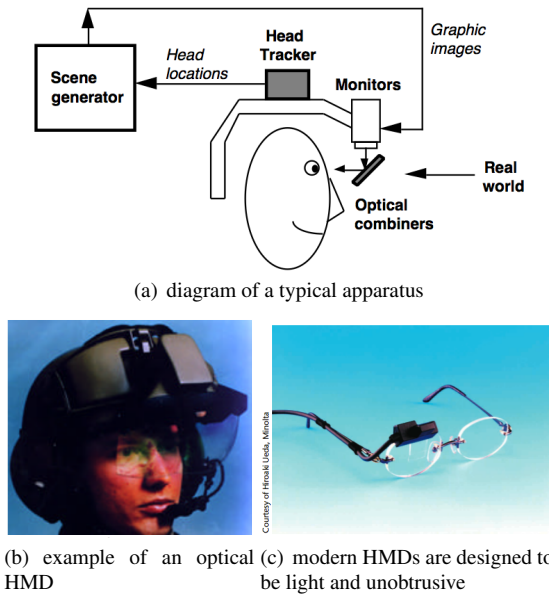 Graphic
images
Head
Tracker
Head
locations
Scene
generator
Monitors
Real
world
Optical
combiners
(a) diagram of a typical apparatus
Courtesy of Hiroaki Ueda, Minolta
(b) example of an optical HMD
(c) modern HMDs are designed to
be light and unobtrusive